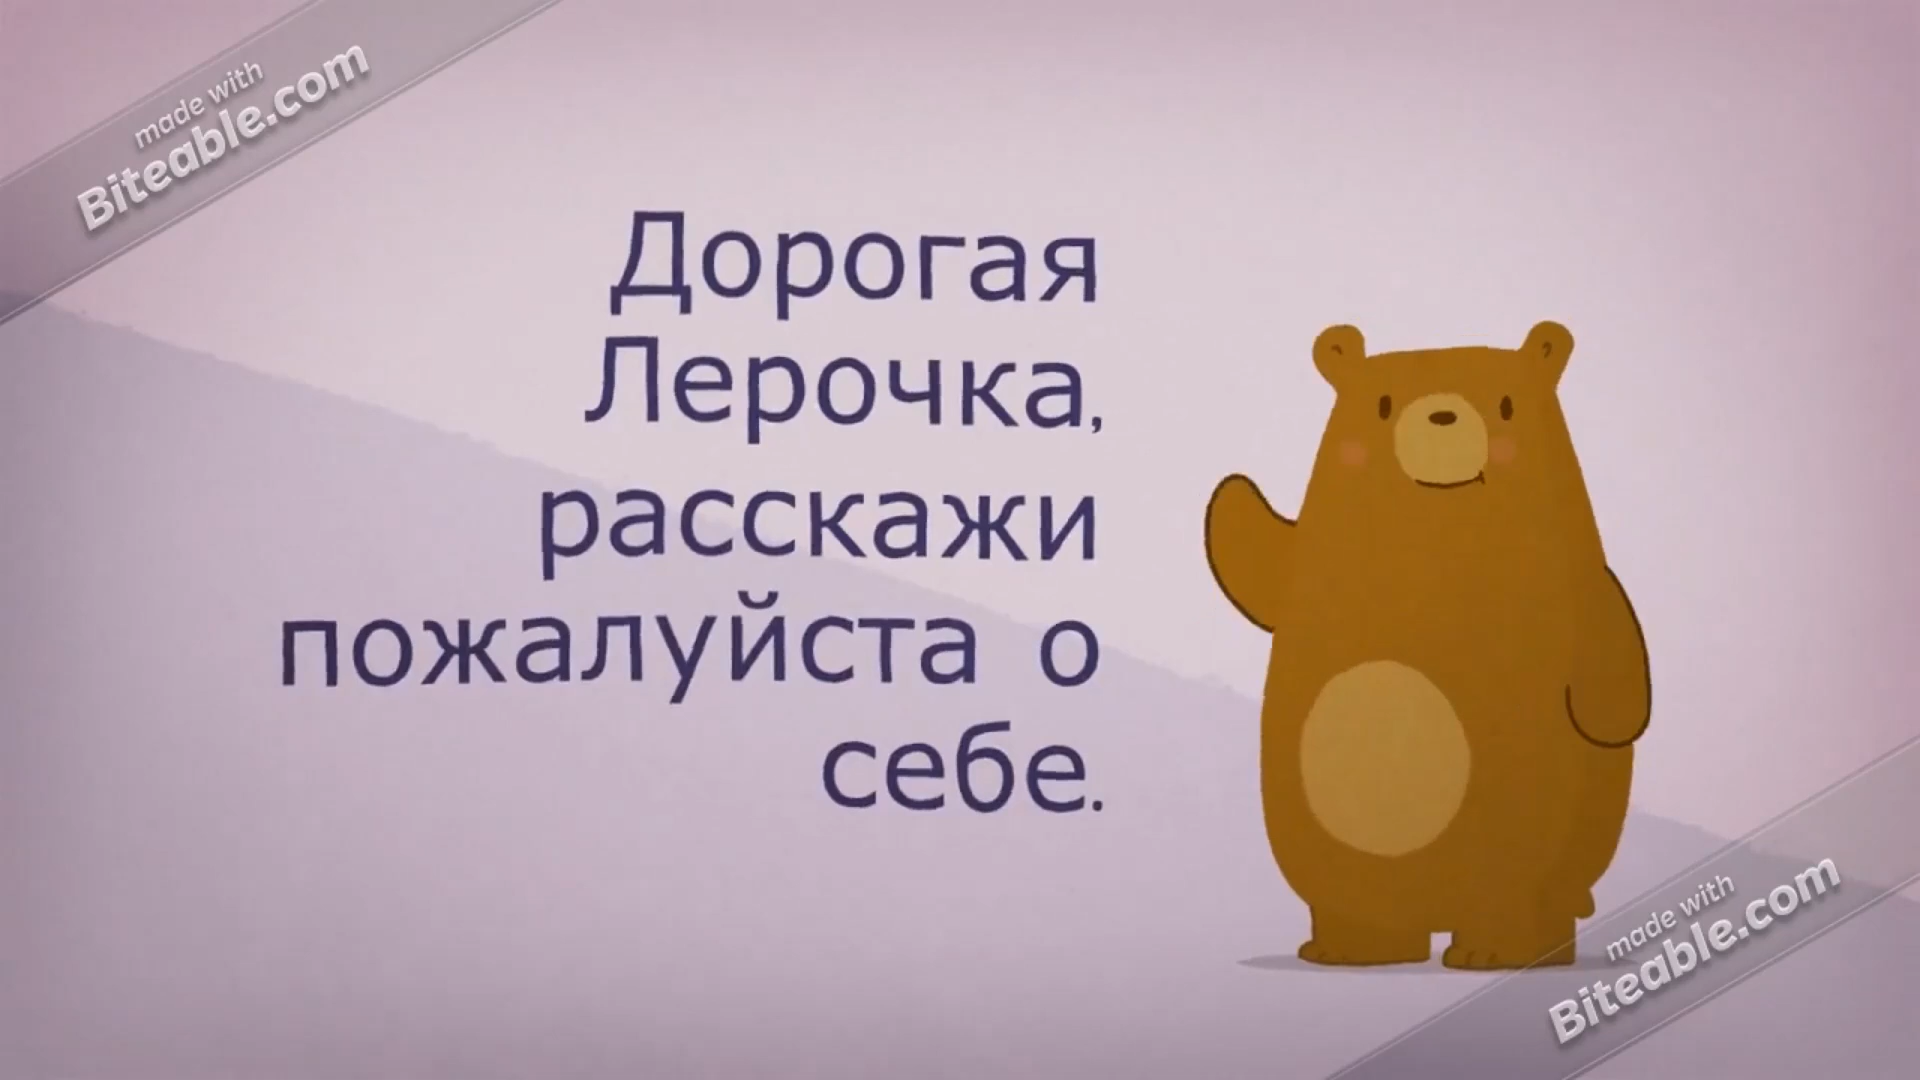 made with
Biteable.com
Дорогая
Лерочка,
расскажи
пожалуйста о
себе.
made with
Biteable.com